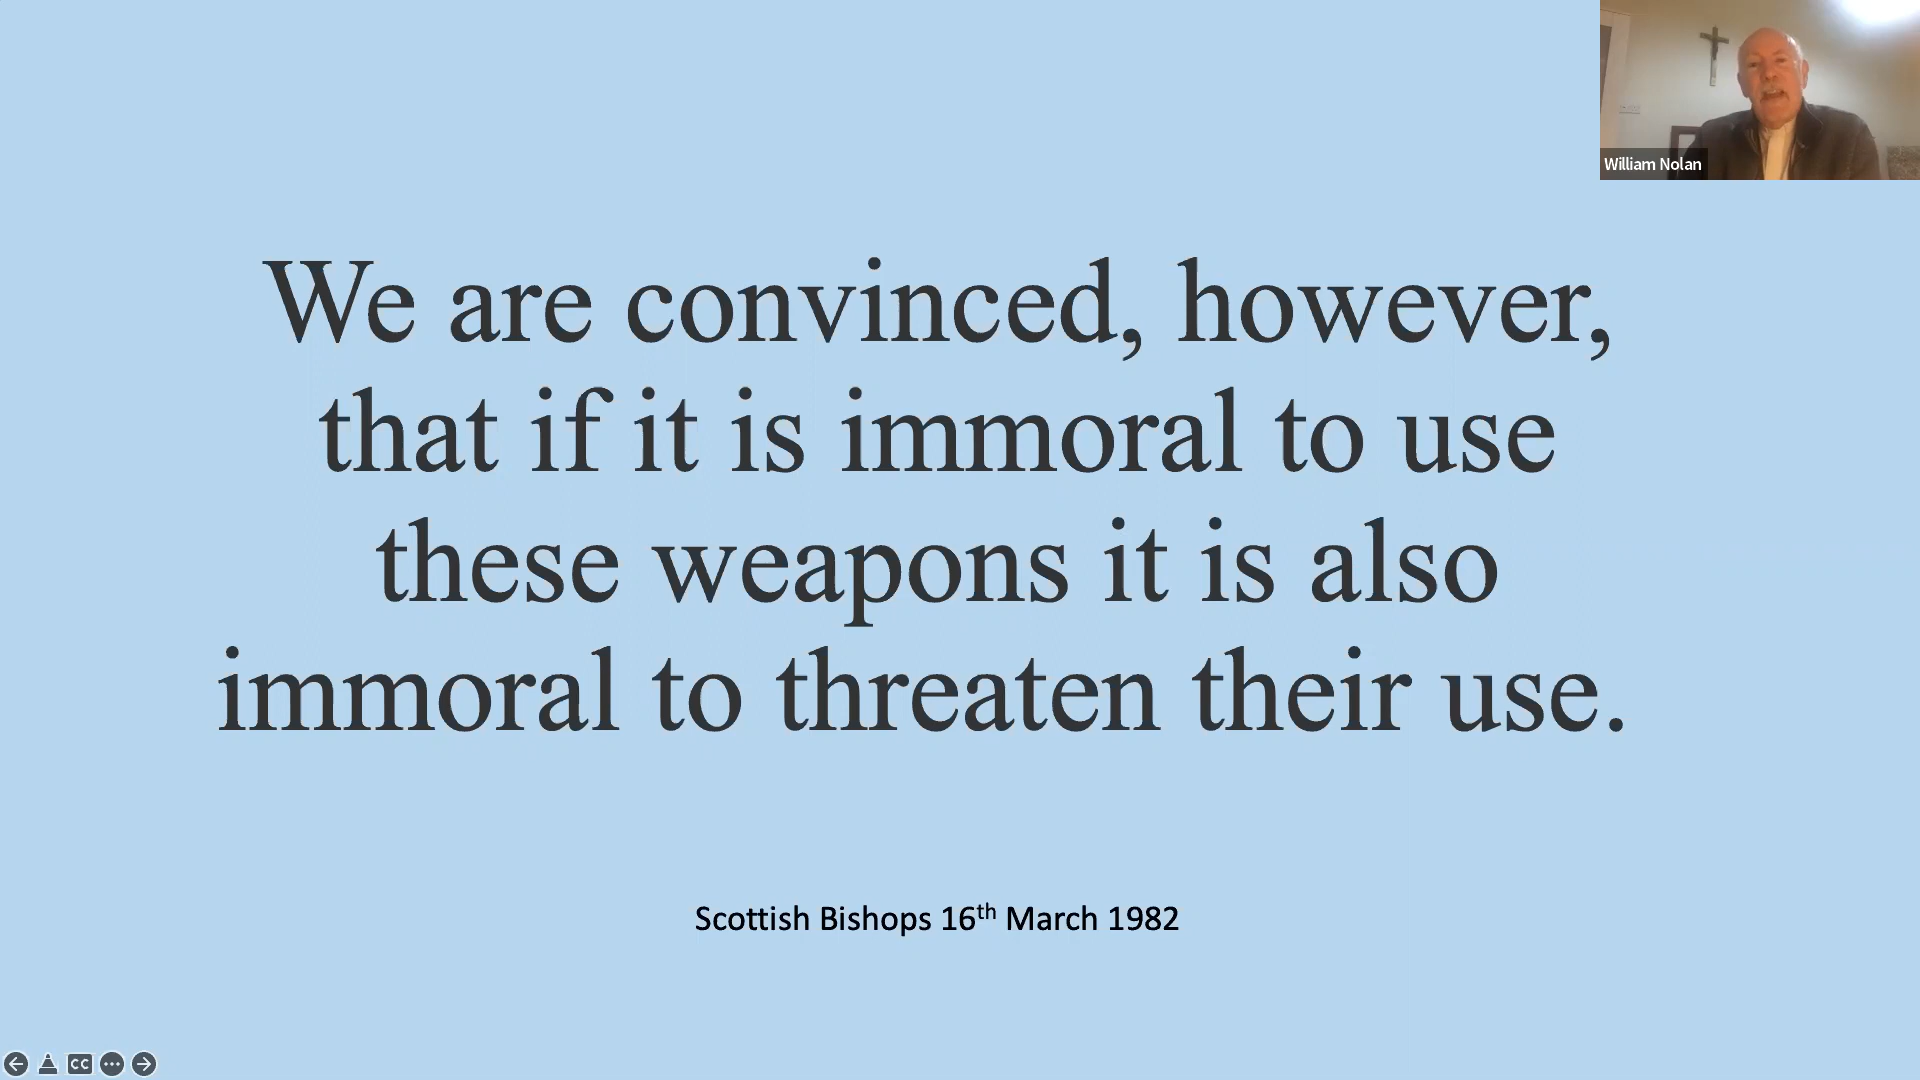 William Nolan
We are convinced, however,
that if it is immoral to use
these weapons it is also
immoral to threaten their use.
Scottish Bishops 16th March 1982
CC